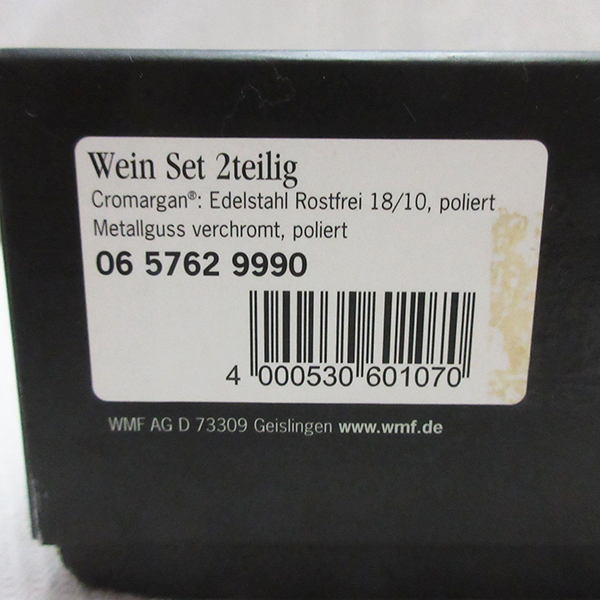 Wein Set 2teilig
Cromargan®: Edelstahl Rostfrei 18/10, poliert
Metallguss verchromt, poliert
06 5762 9990
4 000530 601070
WMF AG D 73309 Geislingen www.wmf.de